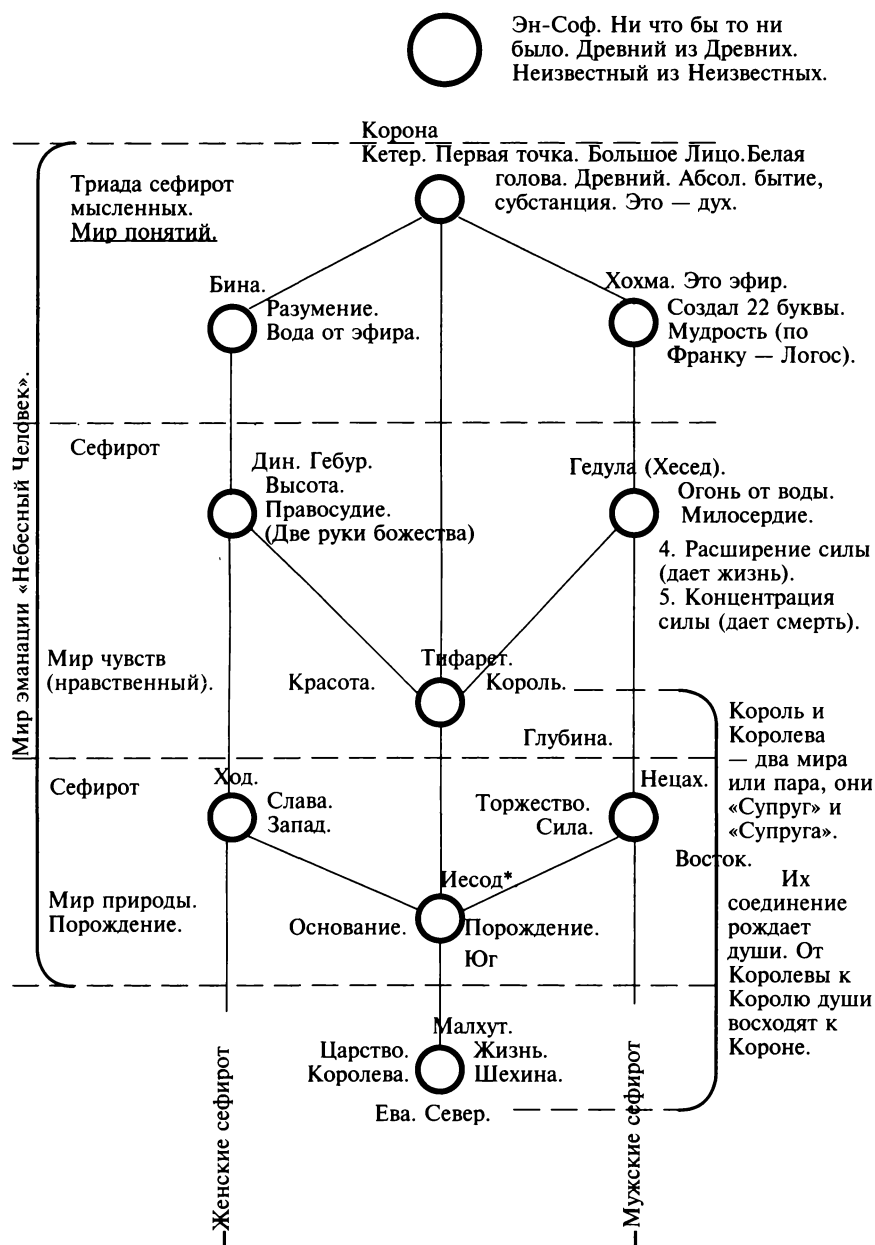 Эн-Соф. Ни что бы то ни
было. Древний из Древних.
Неизвестный из Неизвестных.
Корона
Кетер. Первая точка. Большое Лицо.Белая
голова. Древний. Абсол. бытие,
субстанция. Это — дух.
Триада сефирот
мысленных.
Мир понятий.
Бина.
Разумение.
Вода от эфира.
Хохма. Это эфир.
Создал 22 буквы.
Мудрость (по
Франку — Логос).
Мир эманации «Небесный Человек».
Сефирот
Дин. Гебур.
Высота.
Правосудие.
(Две руки божества)
Гедула (Хесед).
Огонь от воды.
Милосердие.
4. Расширение силы
(дает жизнь).
5. Концентрация
силы (дает смерть).
Мир чувств
(нравственный).
Тифарет.
Красота.
Король.
Глубина.
Король и
Королева
— два мира
или пара, они
«Супруг» и
«Супруга».
Их
соединение
рождает
души. От
Королевы к
Королю души
восходят к
Короне.
Сефирот
Ход.
Слава.
Запад.
Нецах.
Торжество.
Сила.
Восток.
Мир природы.
Порождение.
Иесод*.
Основание.
Порождение.
Юг
Малхут.
Царство.
Королева.
Жизнь.
Шехина.
Ева. Север.
Женские сефирот
Мужские сефирот